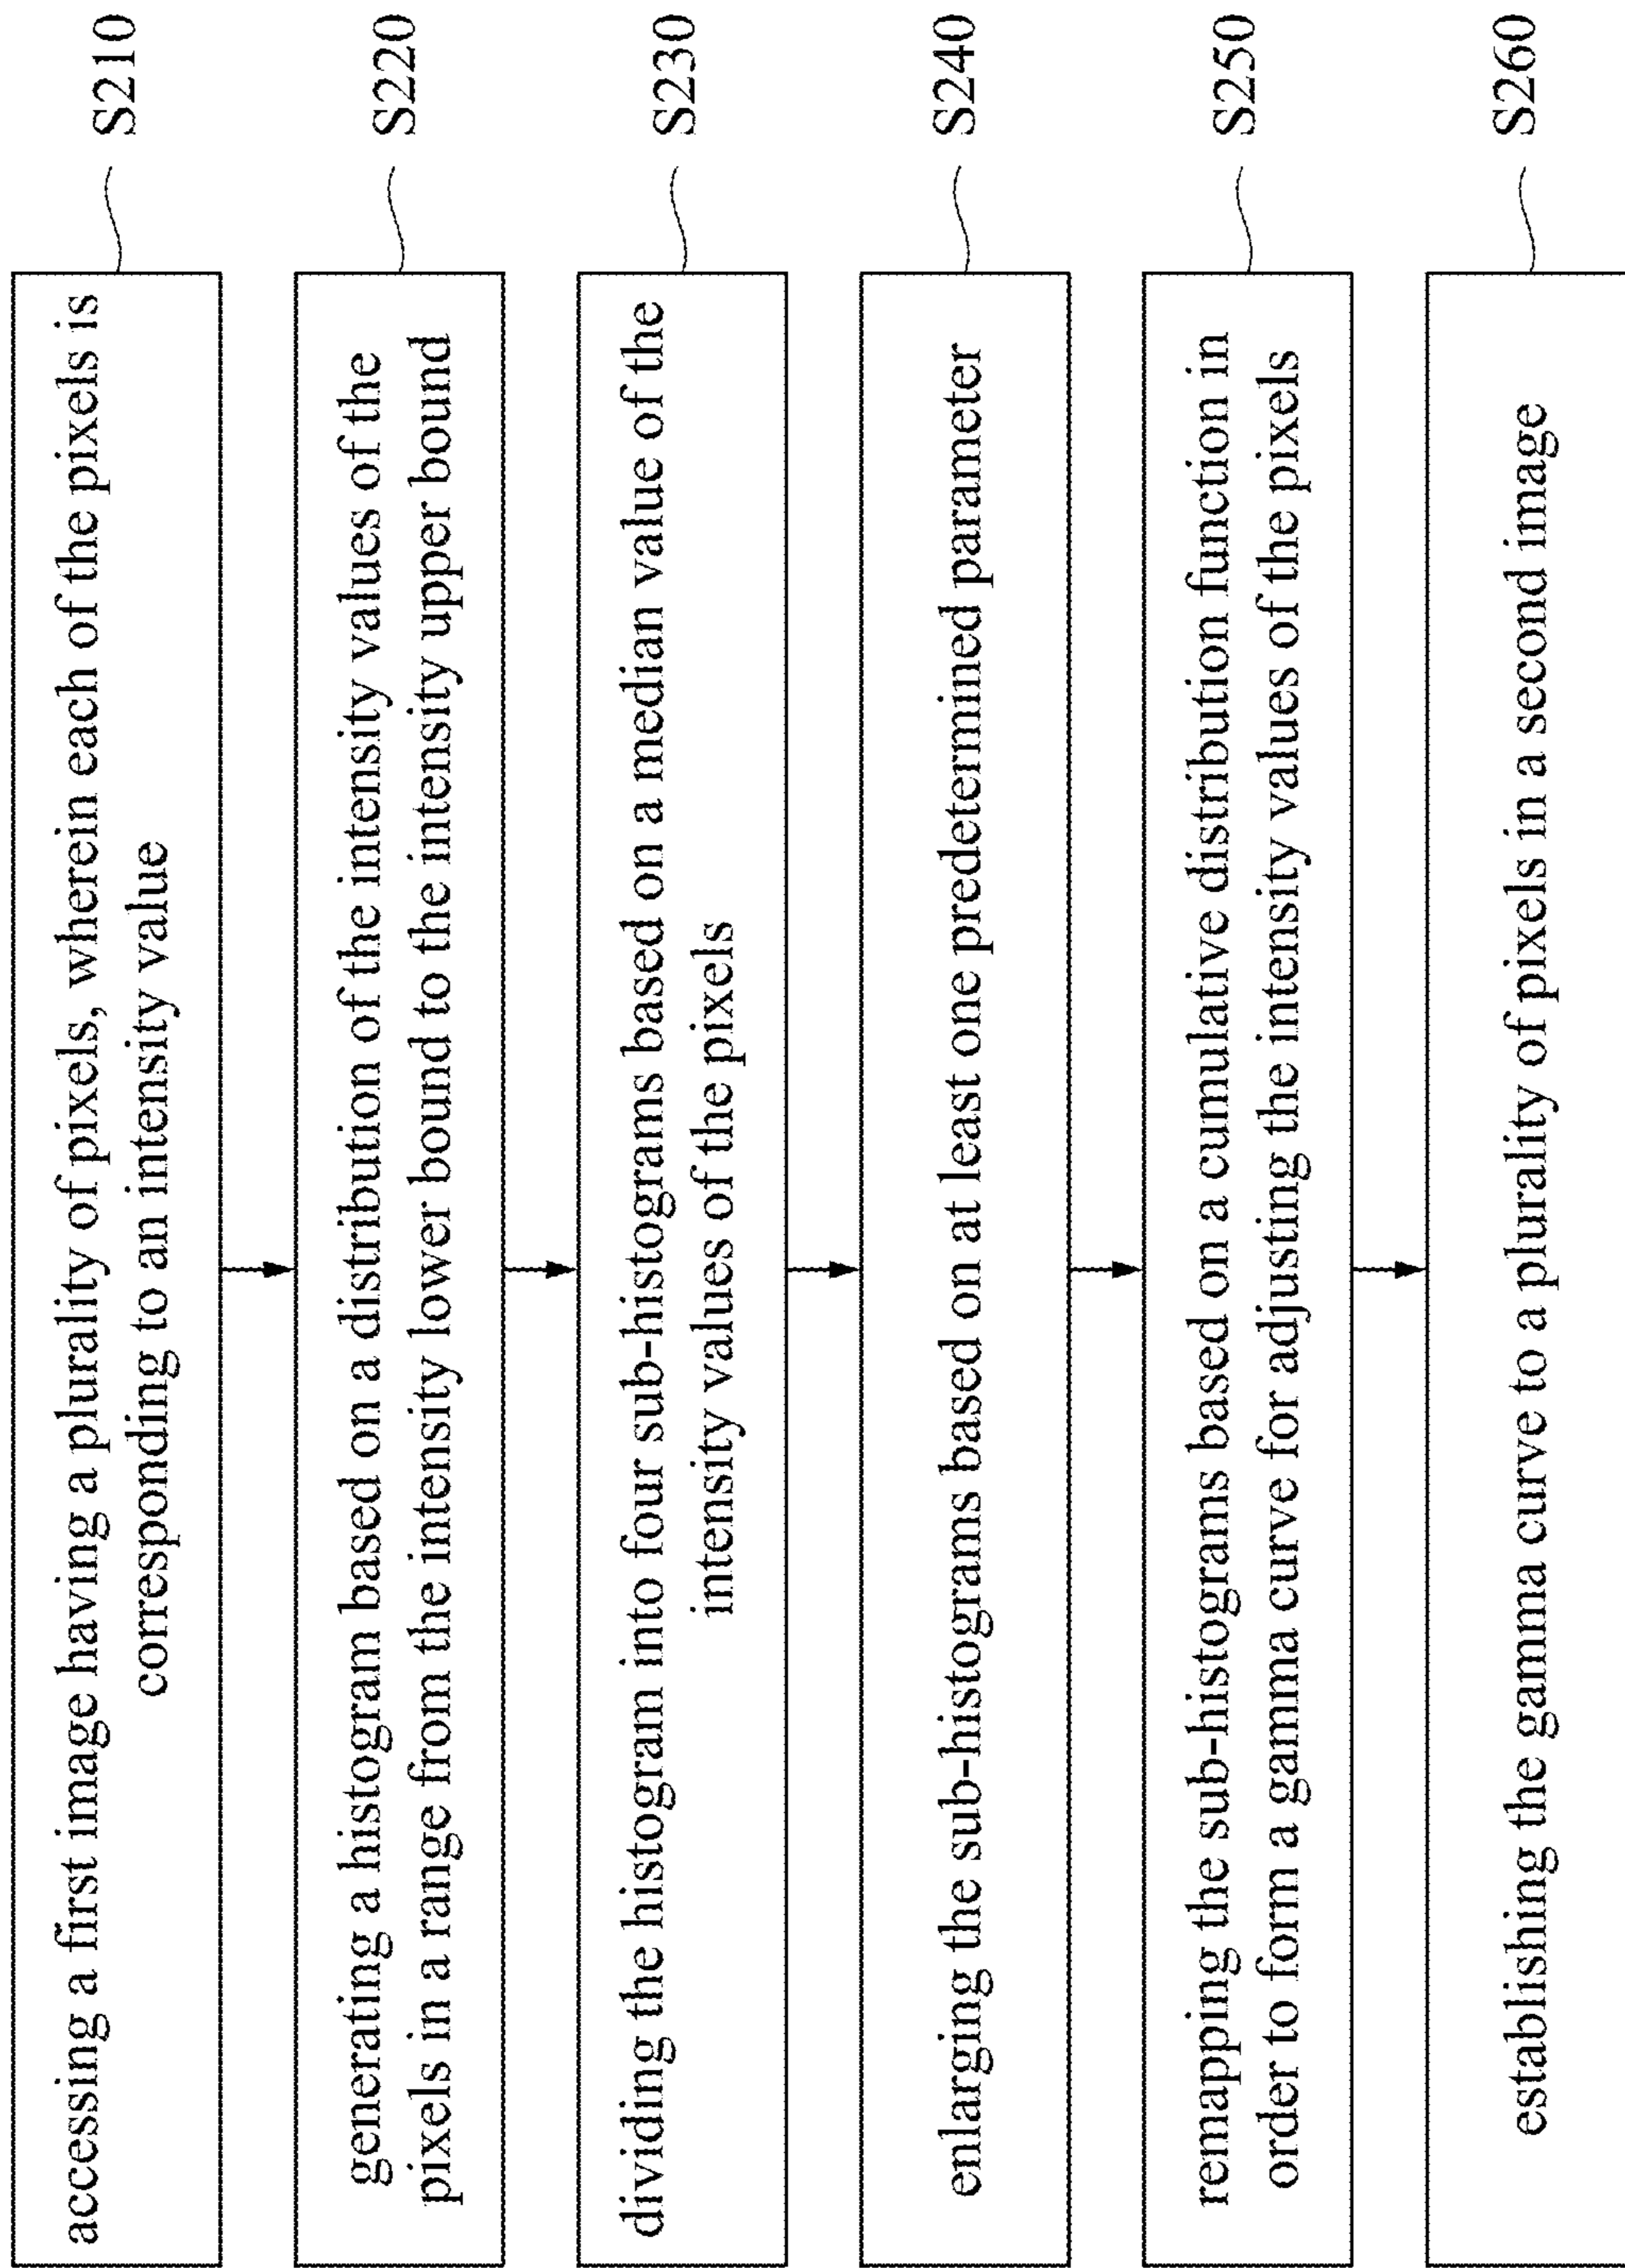 accessing a first image having a plurality of pixels, wherein each of the pixels is
corresponding to an intensity value
S210
generating a histogram based on a distribution of the intensity values of the
pixels in a range from the intensity lower bound to the intensity upper bound
S220
dividing the histogram into four sub-histograms based on a median value of the
intensity values of the pixels
S230
enlarging the sub-histograms based on at least one predetermined parameter
S240
remapping the sub-histograms based on a cumulative distribution function in
order to form a gamma curve for adjusting the intensity values of the pixels
S250
establishing the gamma curve to a plurality of pixels in a second image
S260